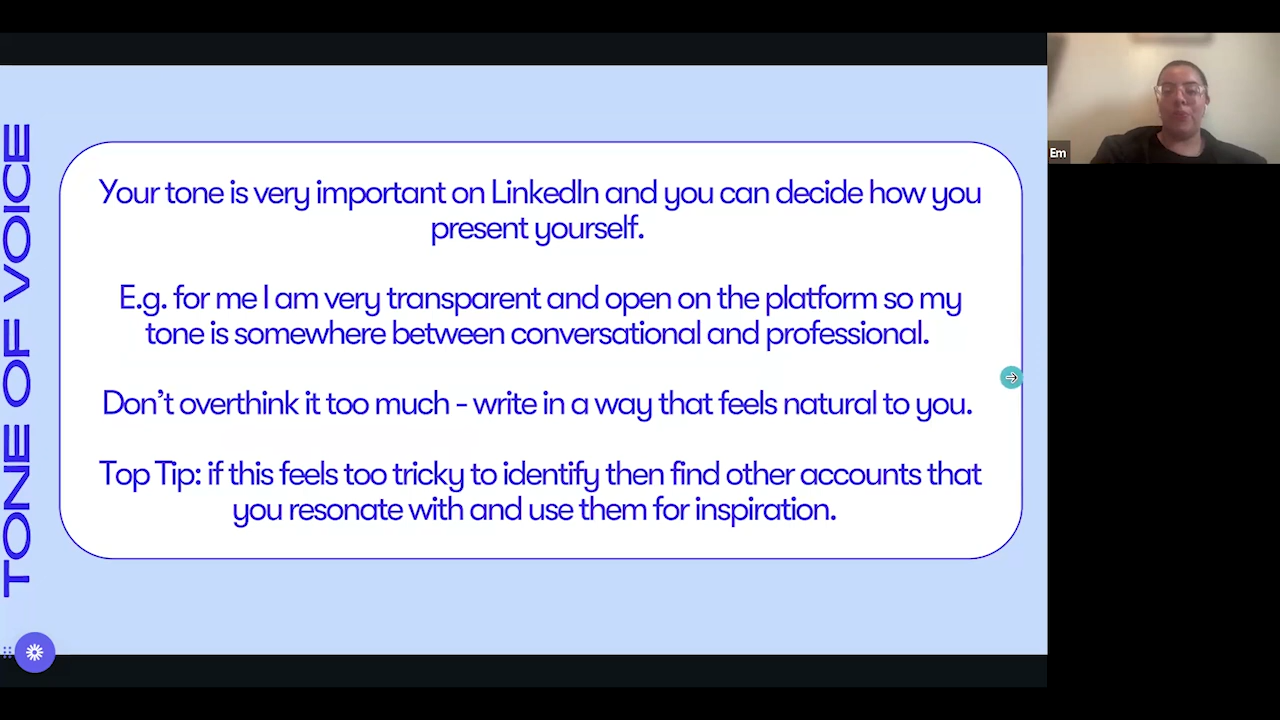 TONE OF VOICE
Your tone is very important on LinkedIn and you can decide how you
present yourself.
E.g. for me I am very transparent and open on the platform so my
tone is somewhere between conversational and professional.
Don't overthink it too much - write in a way that feels natural to you.
Top Tip: if this feels too tricky to identify then find other accounts that
you resonate with and use them for inspiration.
Em